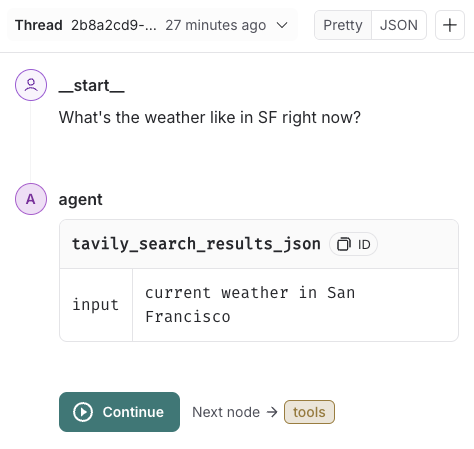 Thread 2b8a2cd9-... 27 minutes ago Pretty JSON
__start__
What's the weather like in SF right now?
A agent
tavily_search_results_json ID
input current weather in San
Francisco
Continue Next node → tools